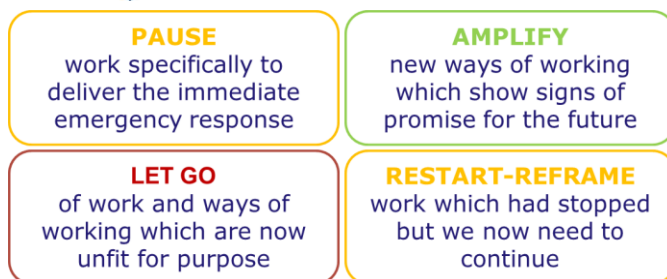 PAUSE
work specifically to
deliver the immediate
emergency response
AMPLIFY
new ways of working
which show signs of
promise for the future
LET GO
of work and ways of
working which are now
unfit for purpose
RESTART-REFRAME
work which had stopped
but we now need to
continue